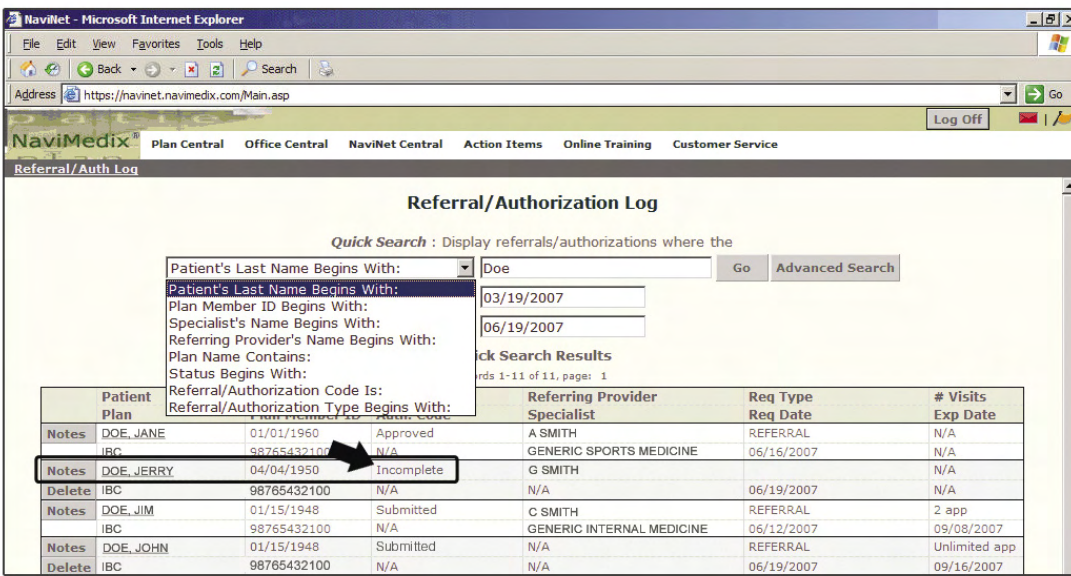 NaviNet - Microsoft Internet Explorer
File Edit View Favorites Tools Help
Back Search
Address https://navinet.navimedix.com/Main.asp Go
Log Off
NaviMedix® Plan Central Office Central NaviNet Central Action Items Online Training Customer Service
Referral/Auth Log
Referral/Authorization Log
Quick Search : Display referrals/authorizations where the
Patient's Last Name Begins With: Doe Go Advanced Search
Patient's Last Name Begins With:
Plan Member ID Begins With: 03/19/2007
Specialist's Name Begins With:
Referring Provider's Name Begins With: 06/19/2007
Plan Name Contains:
Status Begins With:
Referral/Authorization Code Is:
Referral/Authorization Type Begins With:
ick Search Results
ords 1-11 of 11, page: 1
Patient Referring Provider Req Type # Visits
Plan Plan Member ID Auth. Code Specialist Req Date Exp Date
Notes DOE, JANE 01/01/1960 Approved A SMITH REFERRAL N/A
IBC 98765432100 N/A GENERIC SPORTS MEDICINE 06/16/2007 N/A
Notes DOE, JERRY 04/04/1950 Incomplete G SMITH N/A
Delete IBC 98765432100 N/A N/A 06/19/2007 N/A
Notes DOE, JIM 01/15/1948 Submitted C SMITH REFERRAL 2 app
IBC 98765432100 N/A GENERIC INTERNAL MEDICINE 06/12/2007 09/08/2007
Notes DOE, JOHN 01/15/1948 Submitted N/A REFERRAL Unlimited app
Delete IBC 98765432100 N/A N/A 06/19/2007 09/16/2007